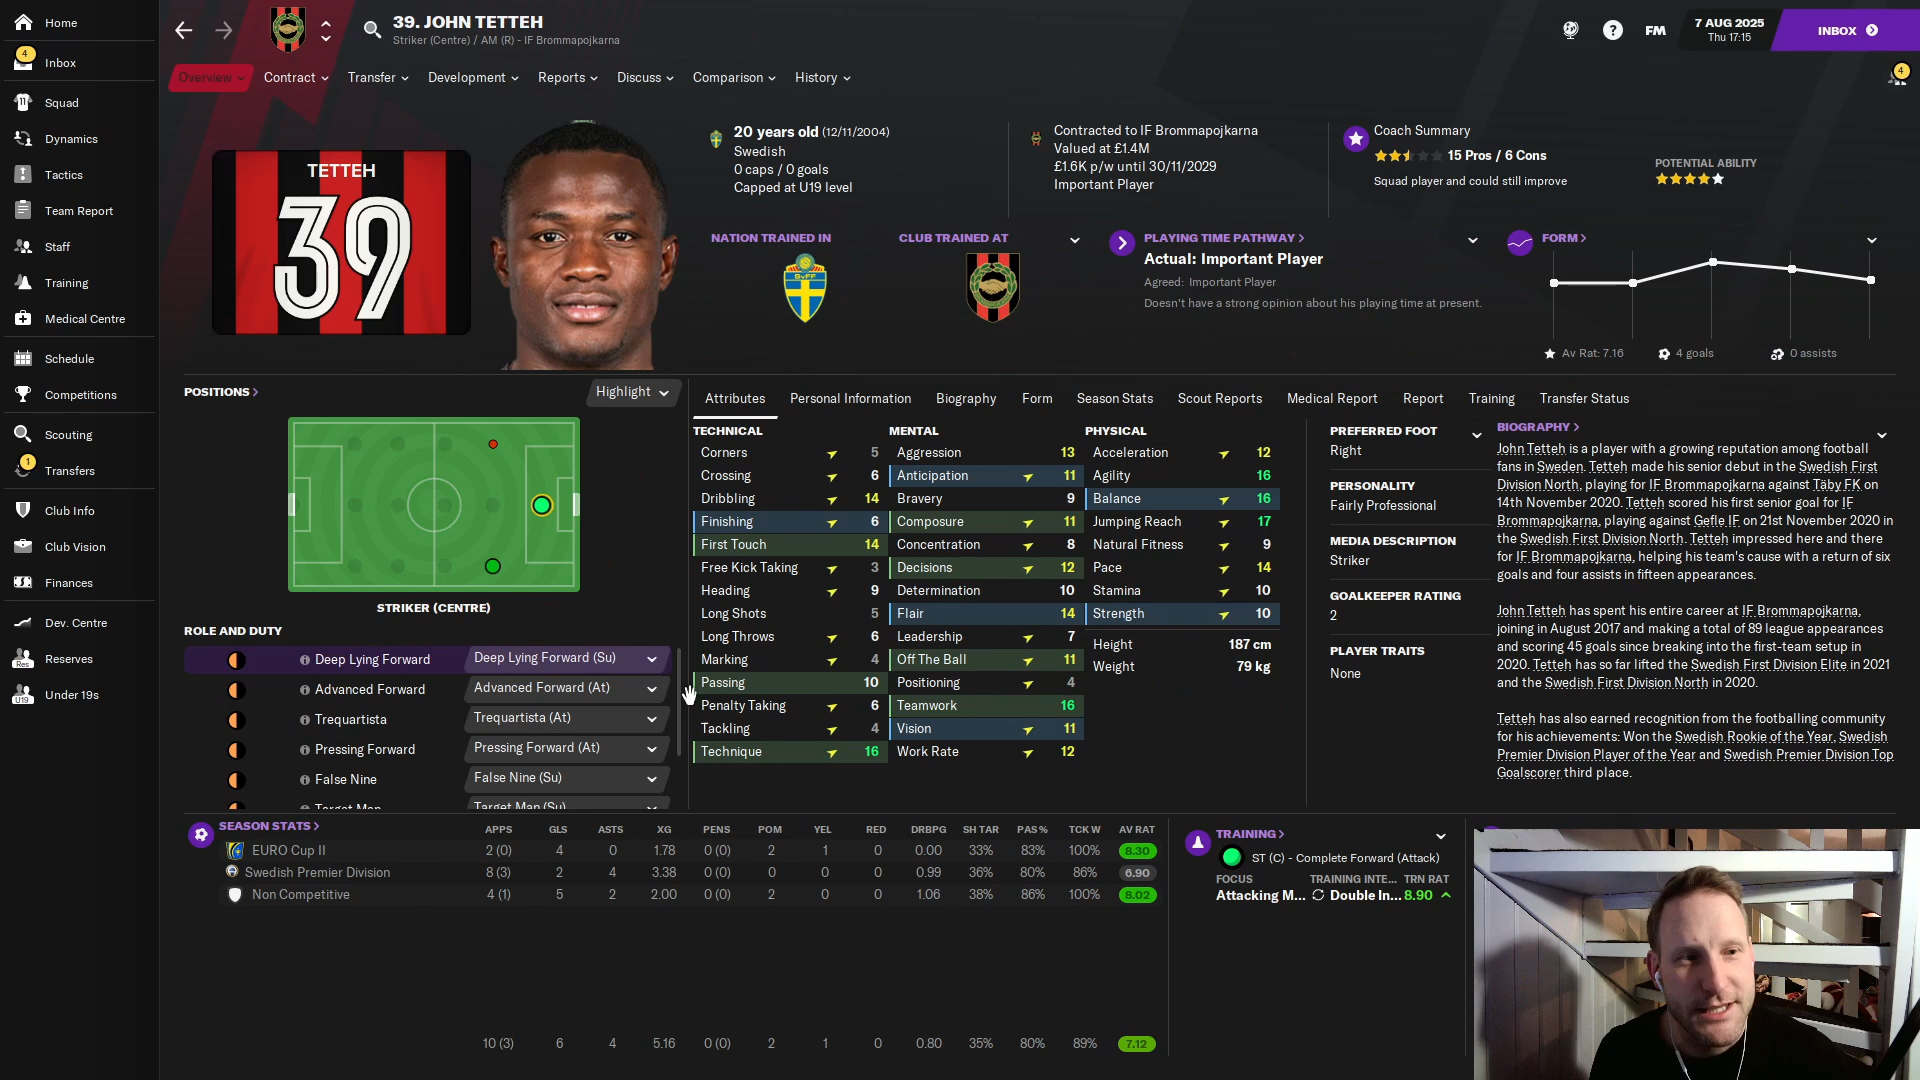 Home
4
Inbox
Squad
Dynamics
Tactics
Team Report
Staff
Training
Medical Centre
Schedule
Competitions
Scouting
1
Transfers
Club Info
Club Vision
Finances
Dev. Centre
Res
Reserves
U19
Under 19s
39. JOHN TETTEH
Striker (Centre) / AM (R) - IF Brommapojkarna
FM
7 AUG 2025
Thu 17:15
INBOX
Overview
Contract
Transfer
Development
Reports
Discuss
Comparison
History
4
TETTEH
39
20 years old (12/11/2004)
Swedish
0 caps / 0 goals
Capped at U19 level
Contracted to IF Brommapojkarna
Valued at £1.4M
£1.6K p/w until 30/11/2029
Important Player
Coach Summary
15 Pros / 6 Cons
Squad player and could still improve
POTENTIAL ABILITY
NATION TRAINED IN
CLUB TRAINED AT
PLAYING TIME PATHWAY >
Actual: Important Player
Agreed: Important Player
Doesn't have a strong opinion about his playing time at present.
FORM >
Av Rat: 7.16
4 goals
0 assists
POSITIONS >
Highlight
STRIKER (CENTRE)
ROLE AND DUTY
Deep Lying Forward Deep Lying Forward (Su)
Advanced Forward Advanced Forward (At)
Trequartista Trequartista (At)
Pressing Forward Pressing Forward (At)
False Nine False Nine (Su)
Target Man Target Man (Su)
Attributes Personal Information Biography Form Season Stats Scout Reports Medical Report Report Training Transfer Status
TECHNICAL
Corners 5
Crossing 6
Dribbling 14
Finishing 6
First Touch 14
Free Kick Taking 3
Heading 9
Long Shots 5
Long Throws 6
Marking 4
Passing 10
Penalty Taking 6
Tackling 4
Technique 16
MENTAL
Aggression 13
Anticipation 11
Bravery 9
Composure 11
Concentration 8
Decisions 12
Determination 10
Flair 14
Leadership 7
Off The Ball 11
Positioning 4
Teamwork 16
Vision 11
Work Rate 12
PHYSICAL
Acceleration 12
Agility 16
Balance 16
Jumping Reach 17
Natural Fitness 9
Pace 14
Stamina 10
Strength 10
Height 187 cm
Weight 79 kg
PREFERRED FOOT
Right
PERSONALITY
Fairly Professional
MEDIA DESCRIPTION
Striker
GOALKEEPER RATING
2
PLAYER TRAITS
None
BIOGRAPHY >
John Tetteh is a player with a growing reputation among football
fans in Sweden. Tetteh made his senior debut in the Swedish First
Division North, playing for IF Brommapojkarna against Täby FK on
14th November 2020. Tetteh scored his first senior goal for IF
Brommapojkarna, playing against Gefle IF on 21st November 2020 in
the Swedish First Division North. Tetteh impressed here and there
for IF Brommapojkarna, helping his team's cause with a return of six
goals and four assists in fifteen appearances.
John Tetteh has spent his entire career at IF Brommapojkarna,
joining in August 2017 and making a total of 89 league appearances
and scoring 45 goals since breaking into the first-team setup in
2020. Tetteh has so far lifted the Swedish First Division Elite in 2021
and the Swedish First Division North in 2020.
Tetteh has also earned recognition from the footballing community
for his achievements: Won the Swedish Rookie of the Year, Swedish
Premier Division Player of the Year and Swedish Premier Division Top
Goalscorer third place.
SEASON STATS > APPS GLS ASTS XG PENS POM YEL RED DRBPG SH TAR PAS % TCK W AV RAT
EURO Cup II 2 (0) 4 0 1.78 0 (0) 2 1 0 0.00 33% 83% 100% 8.30
Swedish Premier Division 8 (3) 2 4 3.38 0 (0) 0 0 0 0.99 36% 80% 86% 6.90
Non Competitive 4 (1) 5 2 2.00 0 (0) 2 0 0 1.06 38% 86% 100% 8.02
10 (3) 6 4 5.16 0 (0) 2 1 0 0.80 35% 80% 89% 7.12
TRAINING >
ST (C) - Complete Forward (Attack)
FOCUS TRAINING INTE... TRN RAT
Attacking M... Double In... 8.90